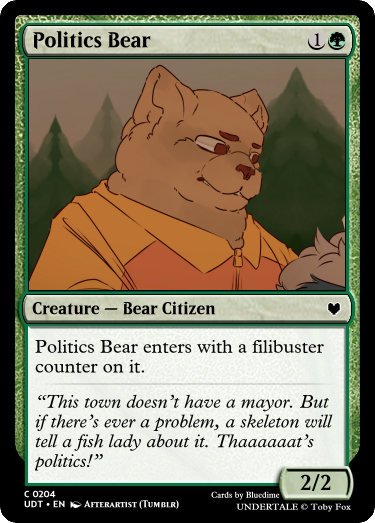 Politics Bear 1
Creature — Bear Citizen
Politics Bear enters with a filibuster
counter on it.
“This town doesn't have a mayor. But
if there's ever a problem, a skeleton will
tell a fish lady about it. Thaaaaaat's
politics!”
2/2
C 0204
Cards by Bluedime
UDT • EN Afterartist (Tumblr)
UNDERTALE © Toby Fox